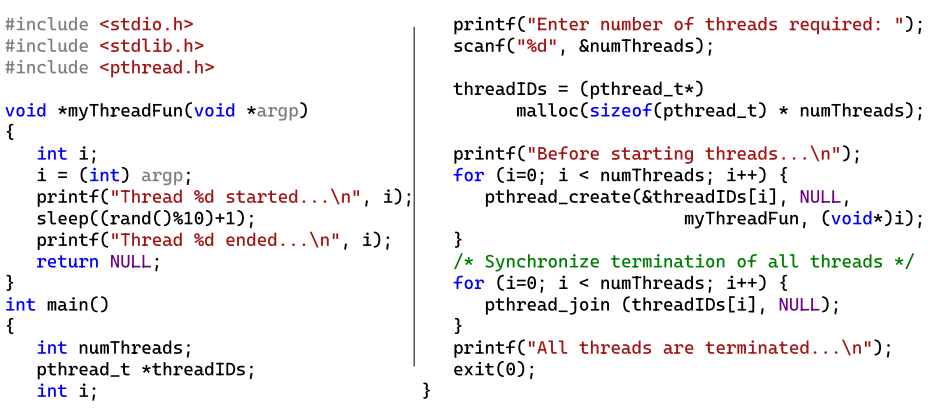 #include <stdio.h>
#include <stdlib.h>
#include <pthread.h>

void *myThreadFun(void *argp)
{
   int i;
   i = (int) argp;
   printf("Thread %d started...\n", i);
   sleep((rand()%10)+1);
   printf("Thread %d ended...\n", i);
   return NULL;
}
int main()
{
   int numThreads;
   pthread_t *threadIDs;
   int i;
   printf("Enter number of threads required: ");
   scanf("%d", &numThreads);

   threadIDs = (pthread_t*)
         malloc(sizeof(pthread_t) * numThreads);

   printf("Before starting threads...\n");
   for (i=0; i < numThreads; i++) {
      pthread_create(&threadIDs[i], NULL,
                         myThreadFun, (void*)i);
   }
   /* Synchronize termination of all threads */
   for (i=0; i < numThreads; i++) {
      pthread_join (threadIDs[i], NULL);
   }
   printf("All threads are terminated...\n");
   exit(0);
}